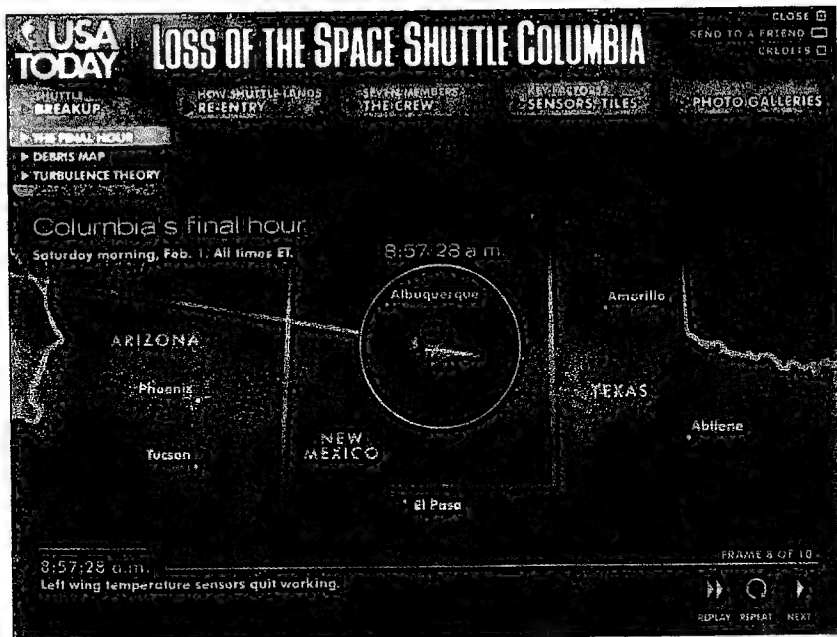 USA TODAY
LOSS OF THE SPACE SHUTTLE COLUMBIA
CLOSE
SEND TO A FRIEND
CREDITS
SHUTTLE
BREAKUP
HOW SHUTTLE LANDS
RE-ENTRY
SEVEN MEMBERS
THE CREW
KEY FACTORS?
SENSORS, TILES
PHOTO GALLERIES
THE FINAL HOUR
DEBRIS MAP
TURBULENCE THEORY
Columbia's final hour
Saturday morning, Feb. 1. All times ET.
8:57:28 a.m.
Albuquerque
Amarillo
ARIZONA
Phoenix
TEXAS
Abilene
NEW MEXICO
Tucson
El Paso
8:57:28 a.m.
FRAME 8 OF 10
Left wing temperature sensors quit working.
REPLAY
REPEAT
NEXT